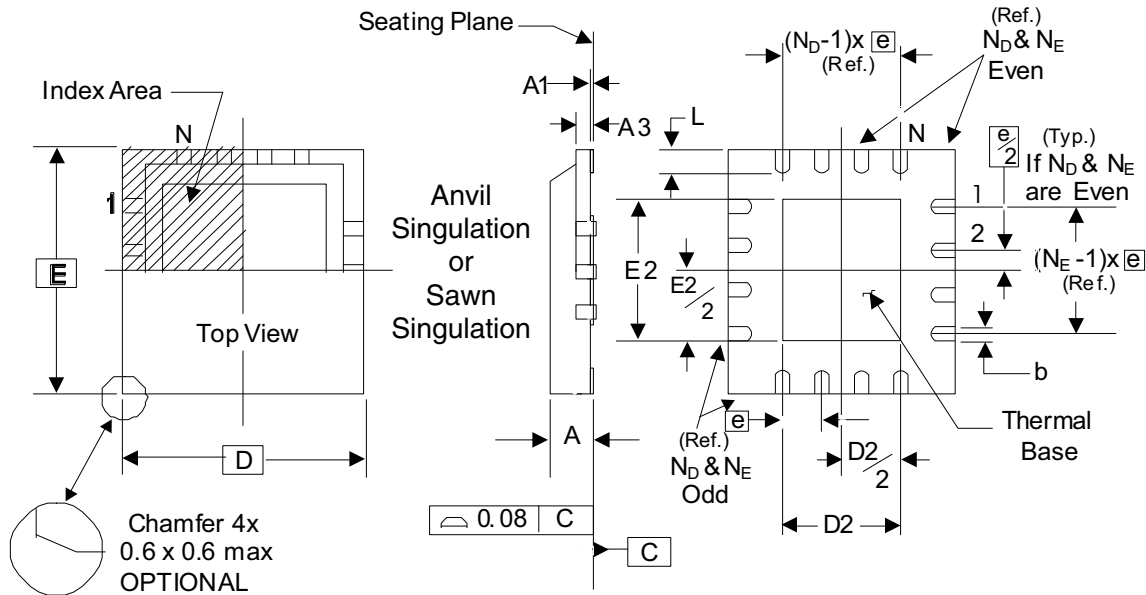 Seating Plane
(Ref.)
N_D & N_E
Even
(N_D-1)x e
(Ref.)
A1
Index Area
L
N
A3
N
e/2
(Typ.)
If N_D & N_E
are Even
1
1
2
Anvil
Singulation
or
Sawn
Singulation
E
E2
E2/2
(N_E-1)x e
(Ref.)
Top View
b
e
(Ref.)
N_D & N_E
Odd
Thermal
Base
A
D2/2
D
D2
0.08 C
C
Chamfer 4x
0.6 x 0.6 max
OPTIONAL